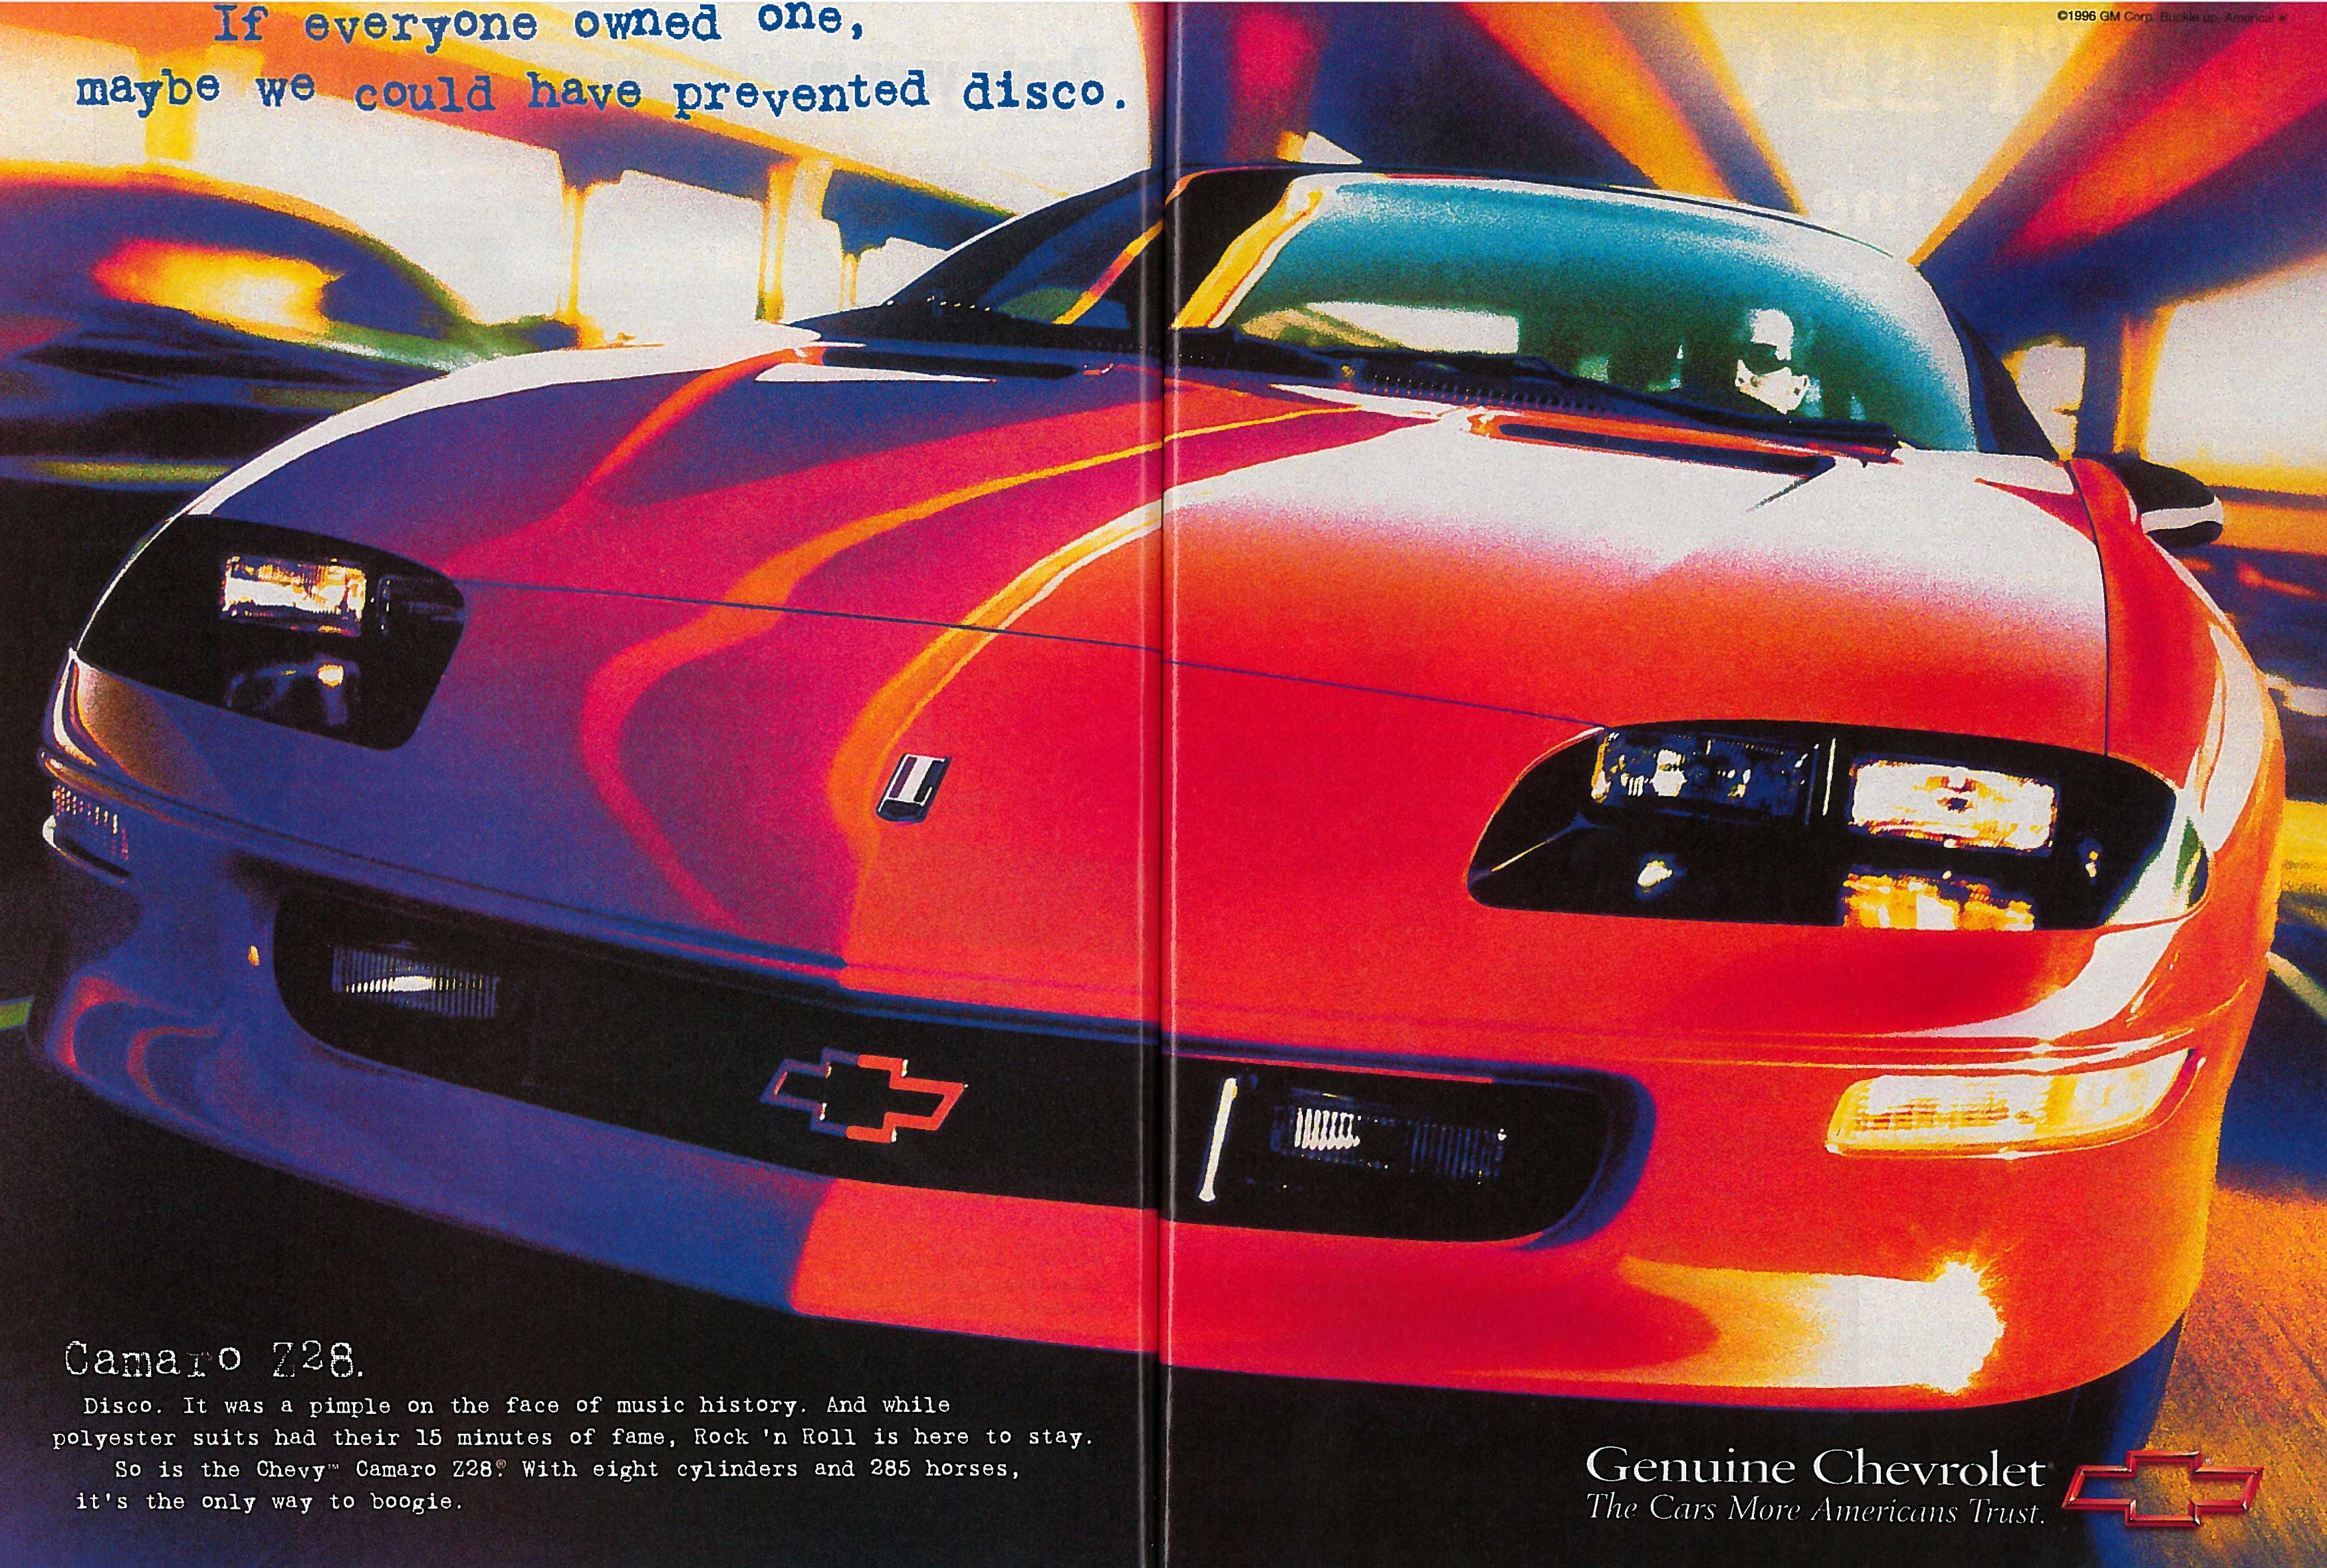 If everyone owned one,
maybe we could have prevented disco.
©1996 GM Corp. Buckle up, America!
Camaro Z28.
Disco. It was a pimple on the face of music history. And while
polyester suits had their 15 minutes of fame, Rock 'n Roll is here to stay.
So is the Chevy™ Camaro Z28®. With eight cylinders and 285 horses,
it's the only way to boogie.
Genuine Chevrolet
The Cars More Americans Trust.